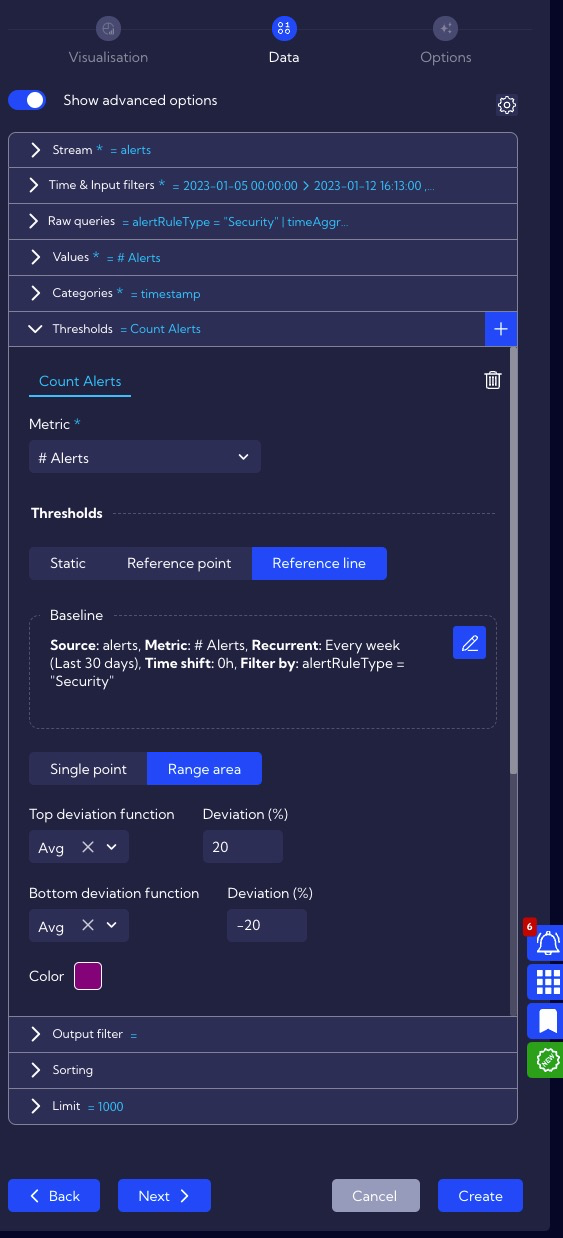 Visualisation
Data
Options
Show advanced options
Stream * = alerts
Time & Input filters * = 2023-01-05 00:00:00 > 2023-01-12 16:13:00 ,...
Raw queries = alertRuleType = "Security" | timeAggr...
Values * = # Alerts
Categories * = timestamp
Thresholds = Count Alerts
Count Alerts
Metric *
# Alerts
Thresholds
Static Reference point Reference line
Baseline
Source: alerts, Metric: # Alerts, Recurrent: Every week
(Last 30 days), Time shift: 0h, Filter by: alertRuleType =
"Security"
Single point Range area
Top deviation function Deviation (%)
Avg 20
Bottom deviation function Deviation (%)
Avg -20
6
Color
NEW
Output filter =
Sorting
Limit = 1000
Back Next Cancel Create